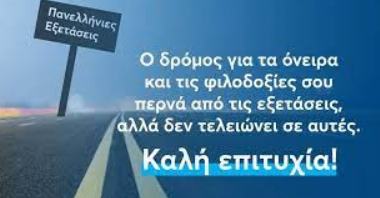 Πανελλήνιες
Εξετάσεις
Ο δρόμος για τα όνειρα
και τις φιλοδοξίες σου
περνά από τις εξετάσεις,
αλλά δεν τελειώνει σε αυτές.
Καλή επιτυχία!